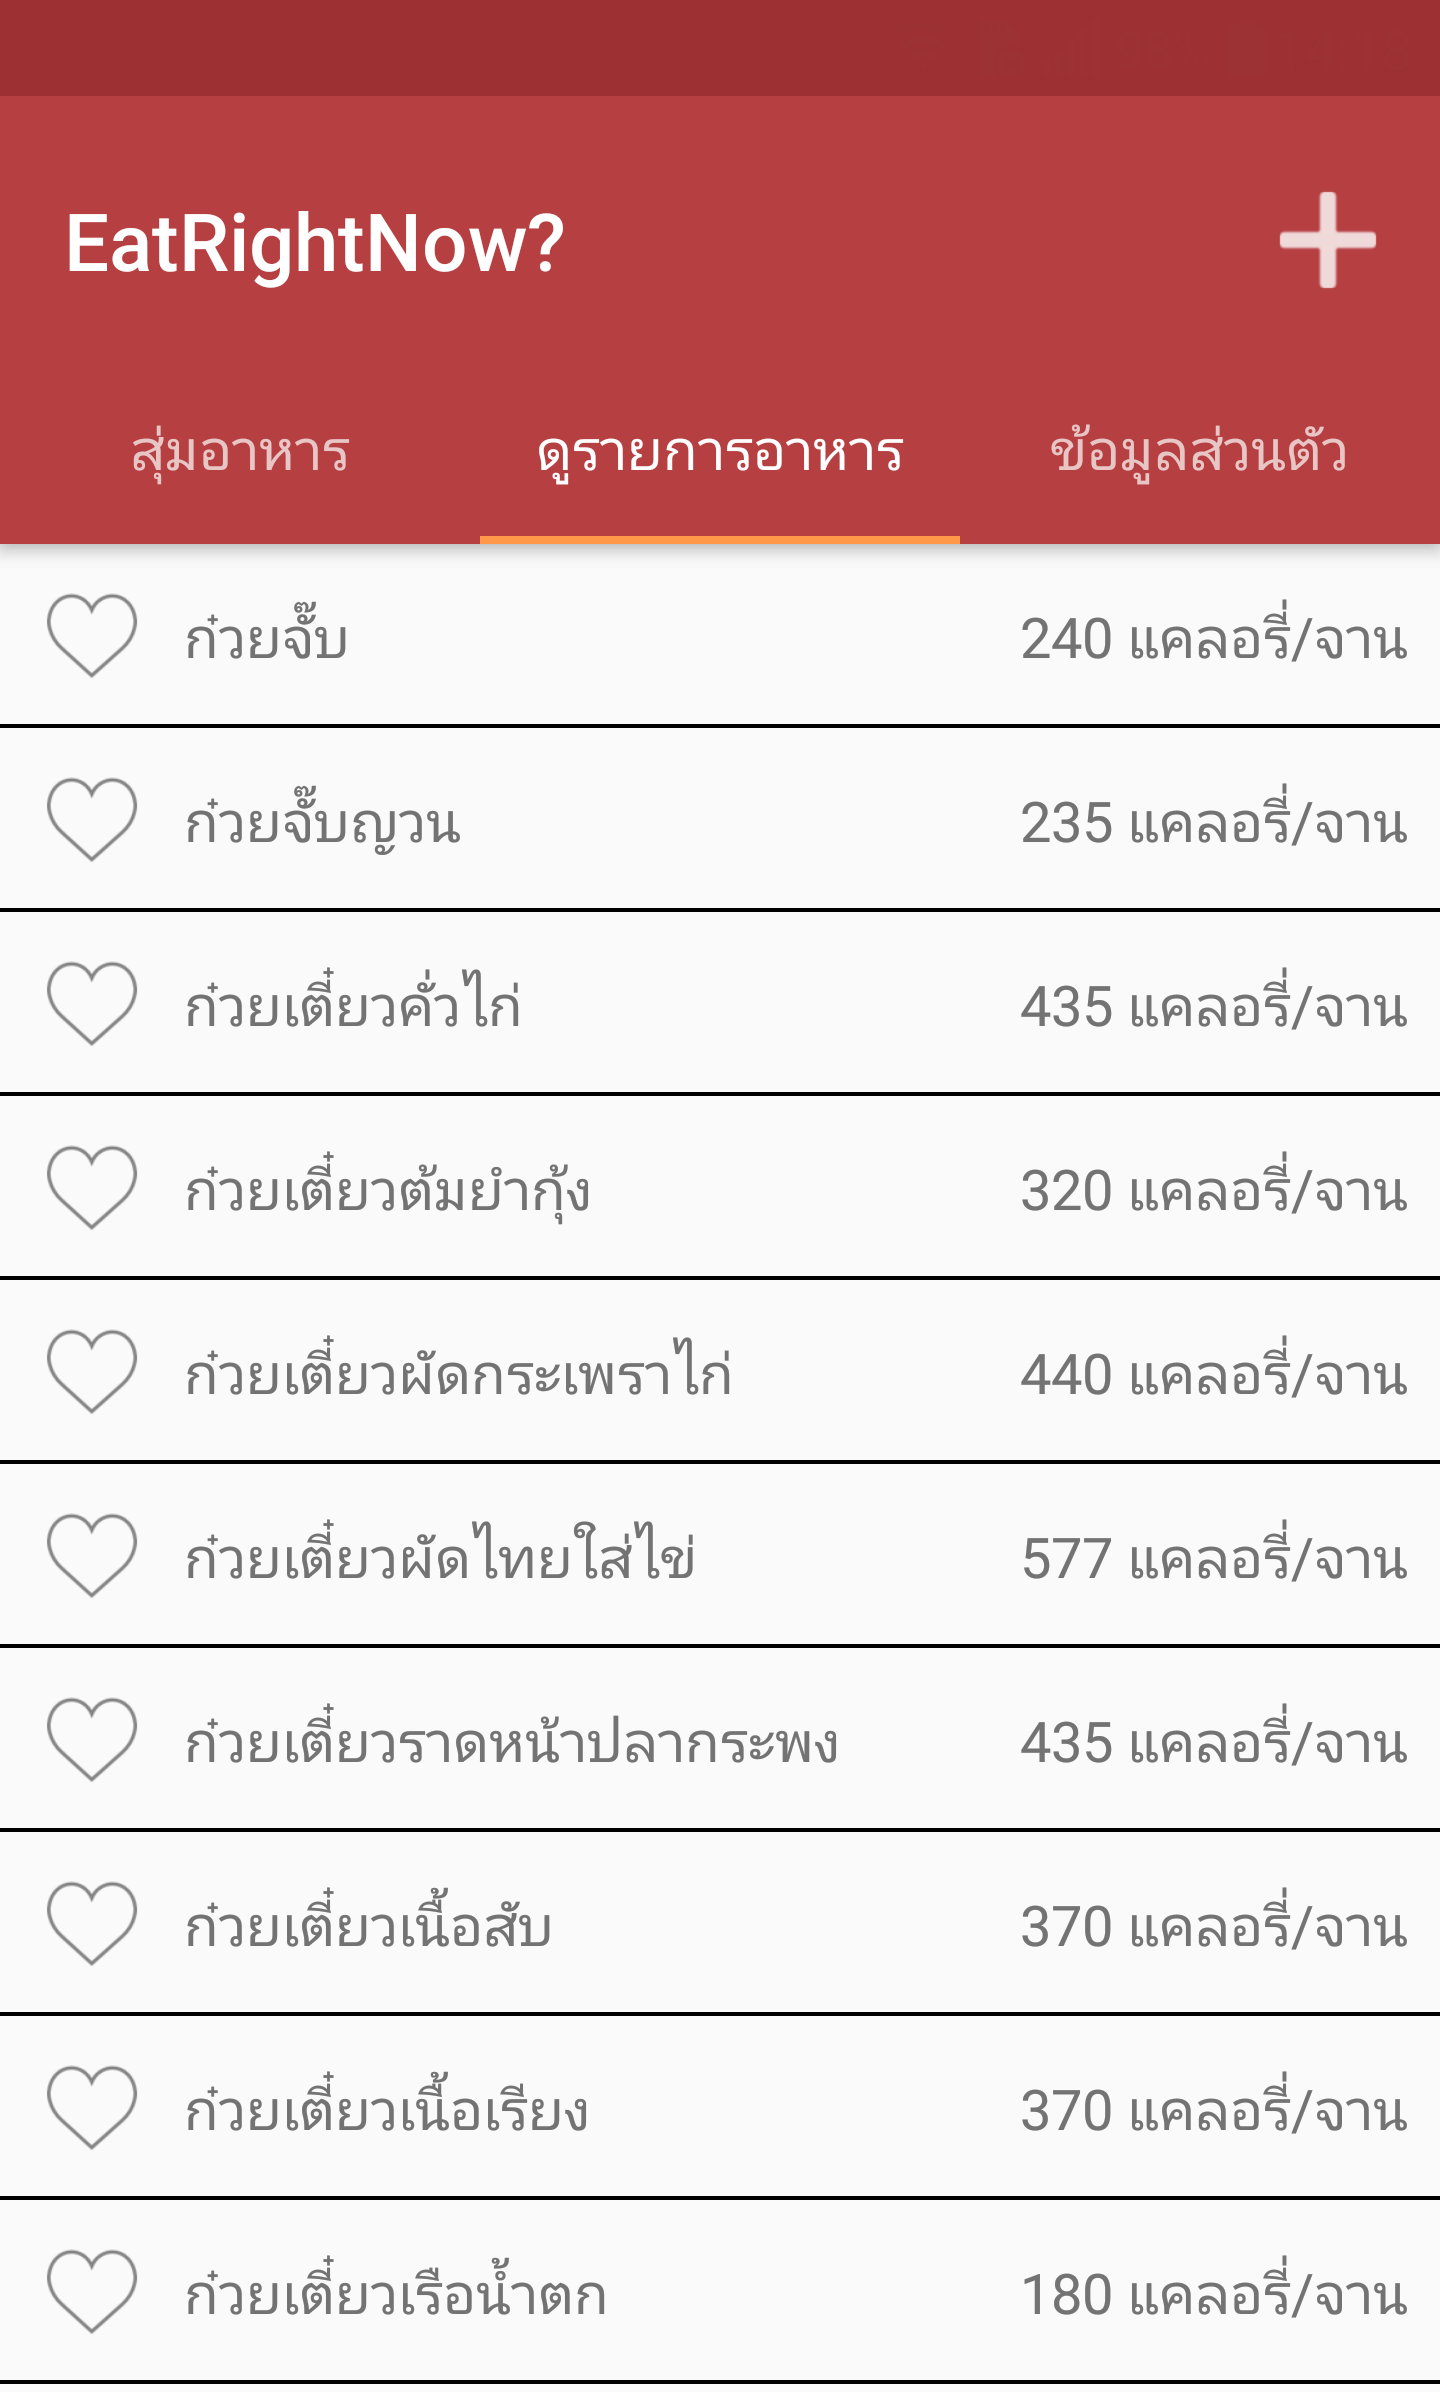 EatRightNow?
สุ่มอาหาร ดูรายการอาหาร ข้อมูลส่วนตัว
ก๋วยจั๊บ 240 แคลอรี่/จาน
ก๋วยจั๊บญวน 235 แคลอรี่/จาน
ก๋วยเตี๋ยวคั่วไก่ 435 แคลอรี่/จาน
ก๋วยเตี๋ยวต้มยำกุ้ง 320 แคลอรี่/จาน
ก๋วยเตี๋ยวผัดกระเพราไก่ 440 แคลอรี่/จาน
ก๋วยเตี๋ยวผัดไทยใส่ไข่ 577 แคลอรี่/จาน
ก๋วยเตี๋ยวราดหน้าปลากระพง 435 แคลอรี่/จาน
ก๋วยเตี๋ยวเนื้อสับ 370 แคลอรี่/จาน
ก๋วยเตี๋ยวเนื้อเรียง 370 แคลอรี่/จาน
ก๋วยเตี๋ยวเรือน้ำตก 180 แคลอรี่/จาน